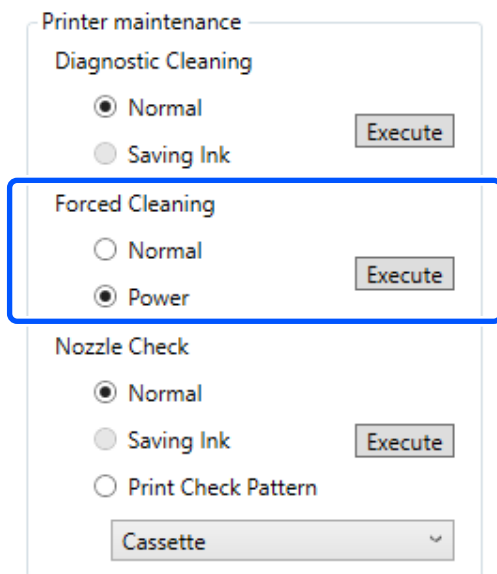 Printer maintenance
Diagnostic Cleaning
Normal
Saving Ink
Execute
Forced Cleaning
Normal
Power
Execute
Nozzle Check
Normal
Saving Ink
Execute
Print Check Pattern
Cassette